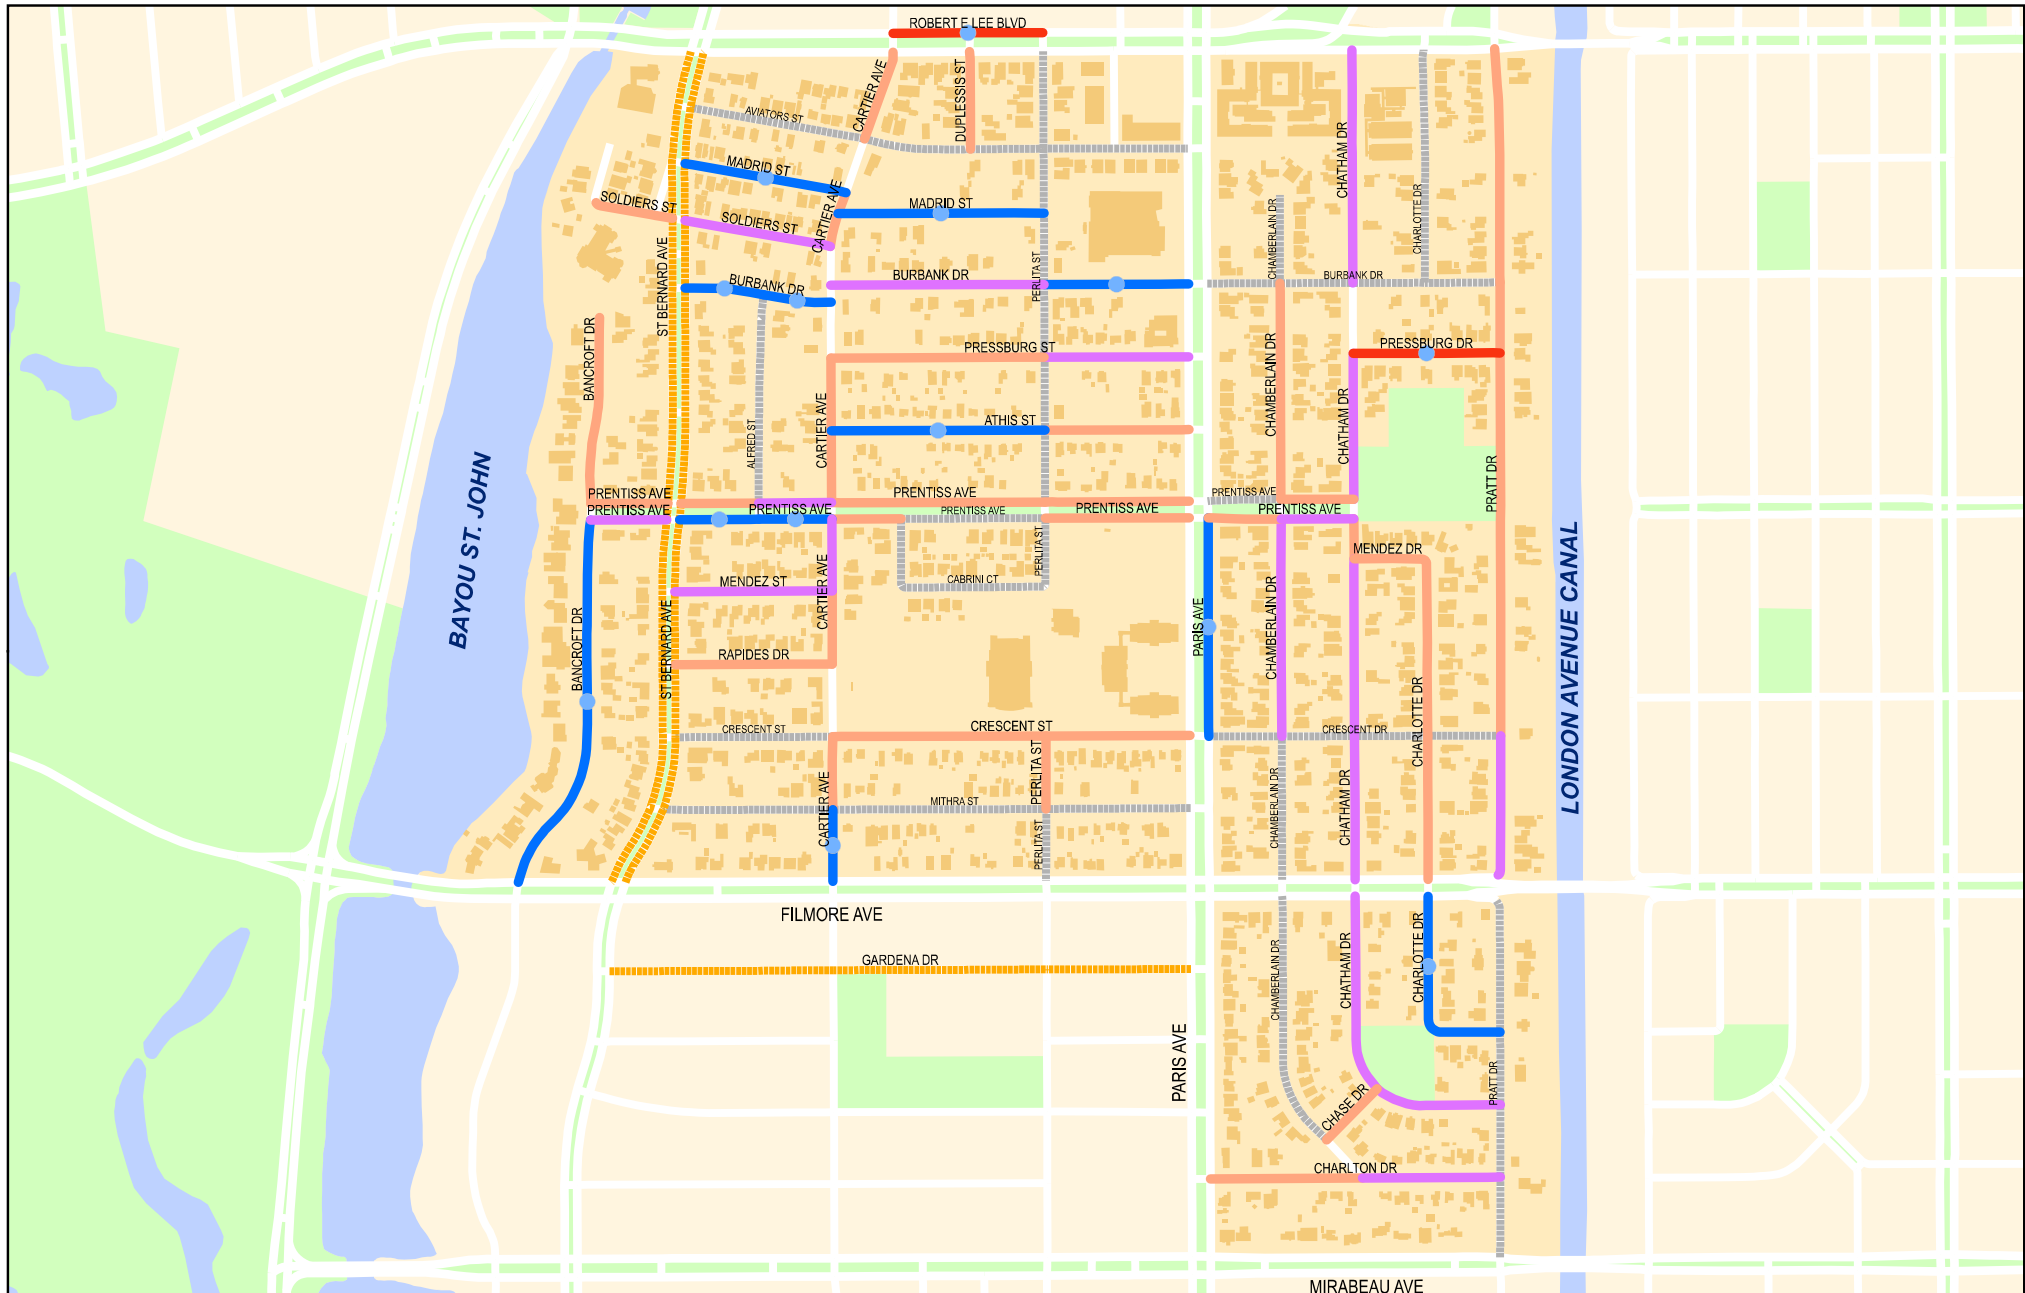 ROBERT E LEE BLVD
CARTIER AVE
DUPLESSIS ST
AVIATORS ST
CHATHAM DR
MADRID ST
CARTIER AVE
MADRID ST
CHARLOTTE DR
SOLDIERS ST
SOLDIERS ST
CHAMBERLAIN DR
ST BERNARD AVE
PERLITA ST
BURBANK DR
BURBANK DR
BURBANK DR
BANCROFT DR
PRESSBURG ST
PRESSBURG DR
CHAMBERLAIN DR
CHATHAM DR
ALFRED ST
CARTIER AVE
ATHIS ST
PRATT DR
BAYOU ST. JOHN
PRENTISS AVE
PRENTISS AVE
PRENTISS AVE
PRENTISS AVE
PRENTISS AVE
PRENTISS AVE
PRENTISS AVE
PRENTISS AVE
PERLITA ST
MENDEZ DR
LONDON AVENUE CANAL
MENDEZ ST
CARTIER AVE
CABRINI CT
BANCROFT DR
ST BERNARD AVE
PARIS AVE
CHAMBERLAIN DR
RAPIDES DR
CHARLOTTE DR
CRESCENT ST
CRESCENT ST
CRESCENT DR
PERLITA ST
CARTIER AVE
MITHRA ST
CHAMBERLAIN DR
CHATHAM DR
PERLITA ST
FILMORE AVE
GARDENA DR
CHAMBERLAIN DR
CHATHAM DR
CHARLOTTE DR
PARIS AVE
PRATT DR
CHASE DR
CHARLTON DR
MIRABEAU AVE